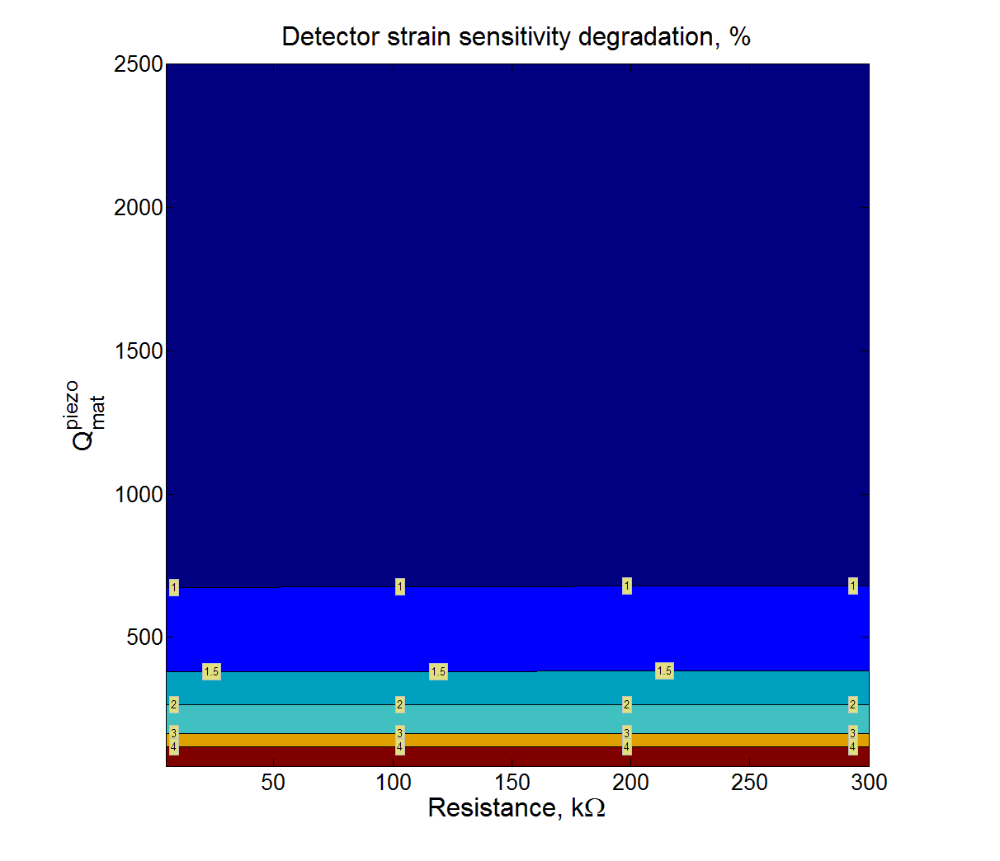 Detector strain sensitivity degradation, %
2500
2000
1500
1000
500
Q^piezo_mat
1 1 1 1
1.5 1.5 1.5
2 2 2 2
3 3 3 3
4 4 4 4
50 100 150 200 250 300
Resistance, kΩ